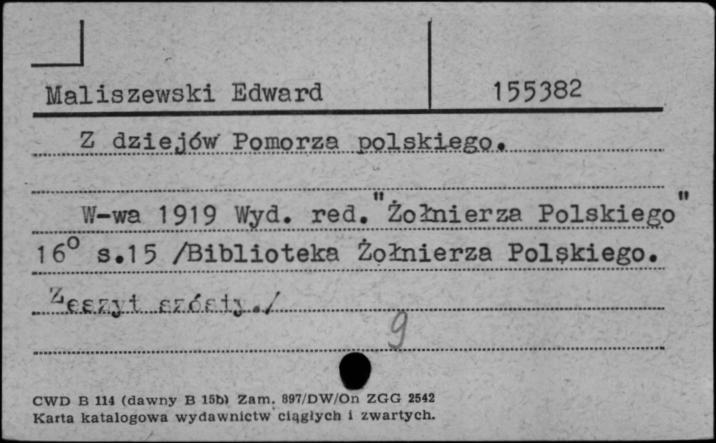 Maliszewski Edward 155382
Z dziejów Pomorza polskiego.
W-wa 1919 Wyd. red. "Żołnierza Polskiego"
16° s.15 /Biblioteka Żołnierza Polskiego.
Zeszyt szósty./
9
CWD B 114 (dawny B 15b) Zam. 897/DW/On ZGG 2542
Karta katalogowa wydawnictw ciągłych i zwartych.